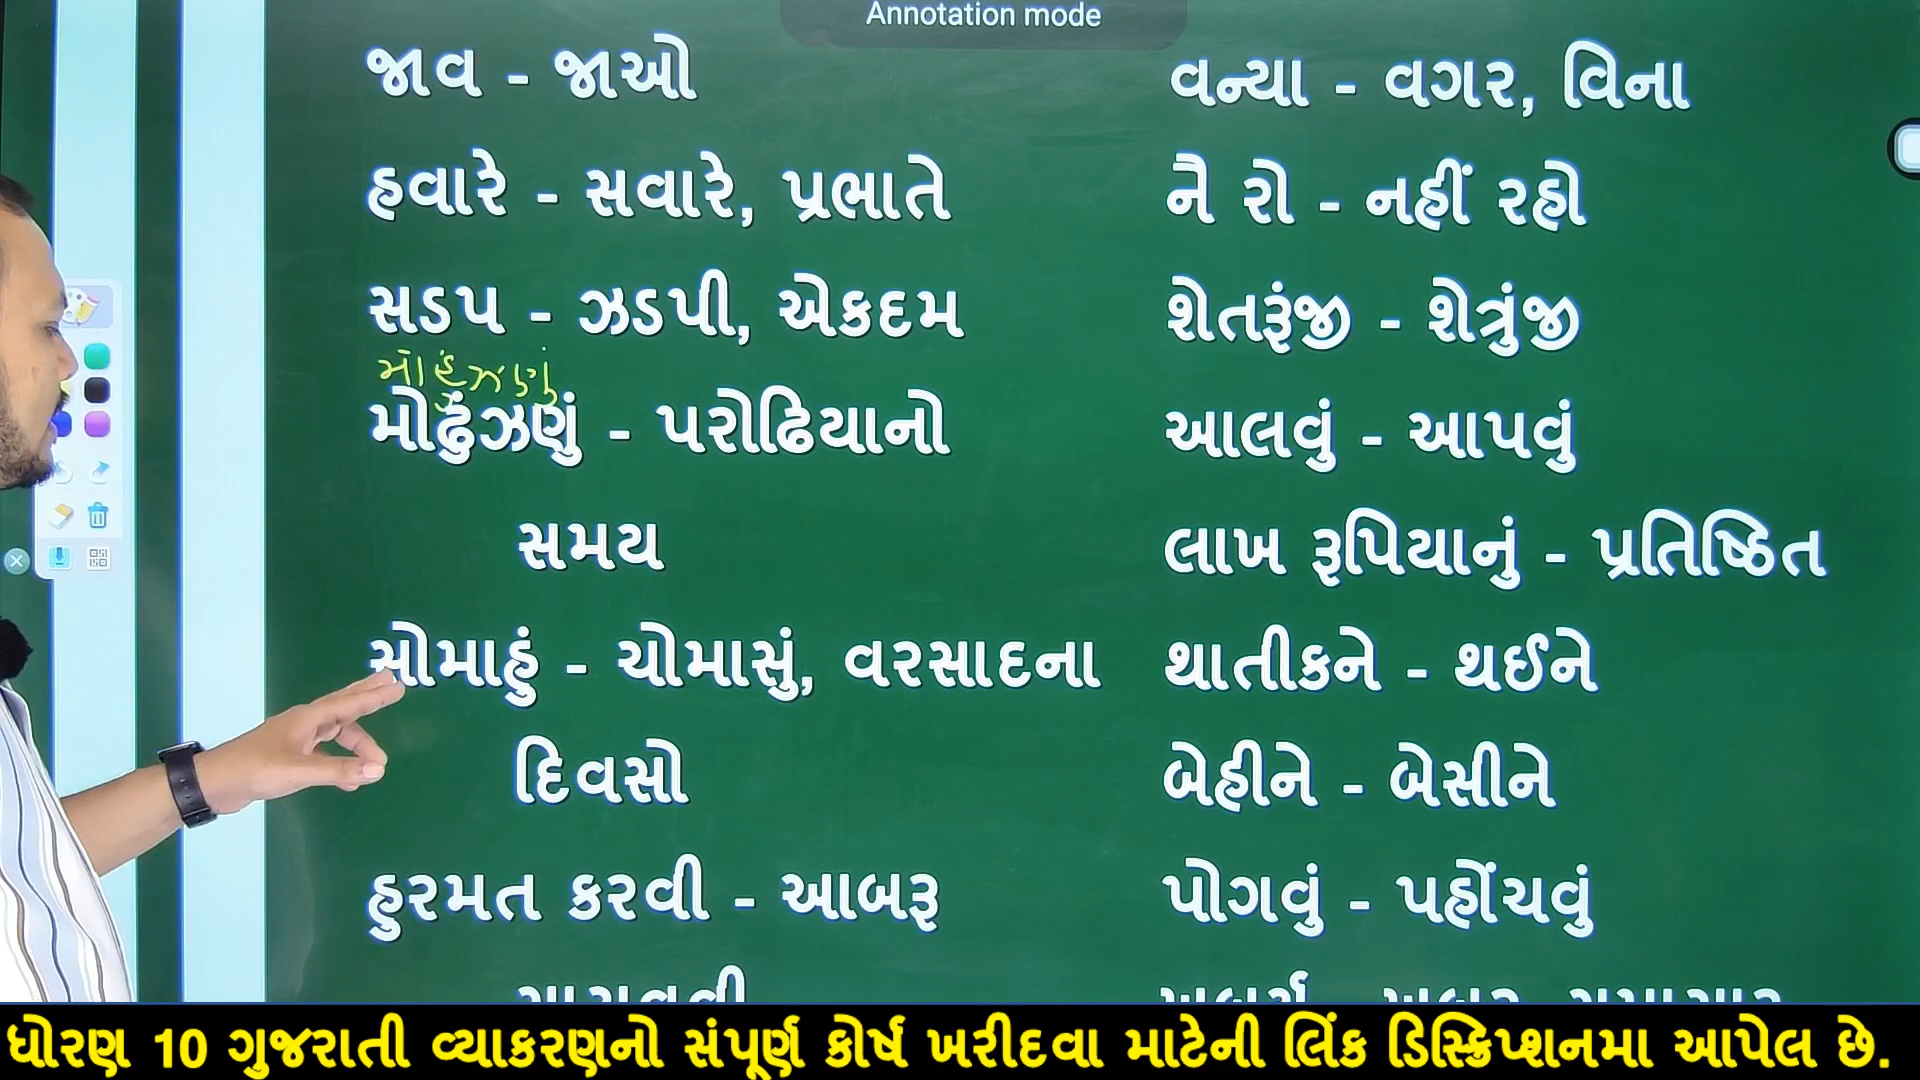 Annotation mode
જાવ - જાઓ
હવારે - સવારે, પ્રભાતે
સડપ - ઝડપી, એકદમ
મોઢુંઝણું - પરોઢિયાનો
સમય
સોમાહું - ચોમાસું, વરસાદના
દિવસો
હુરમત કરવી - આબરૂ
વન્યા - વગર, વિના
નૈ રો - નહીં રહો
શેતરૂંજી - શેત્રુંજી
આલવું - આપવું
લાખ રૂપિયાનું - પ્રતિષ્ઠિત
થાતીકને - થઈને
બેહીને - બેસીને
પોગવું - પહોંચવું
ધોરણ 10 ગુજરાતી વ્યાકરણનો સંપૂર્ણ કોર્ષ ખરીદવા માટેની લિંક ડિસ્ક્રિપ્શનમા આપેલ છે.